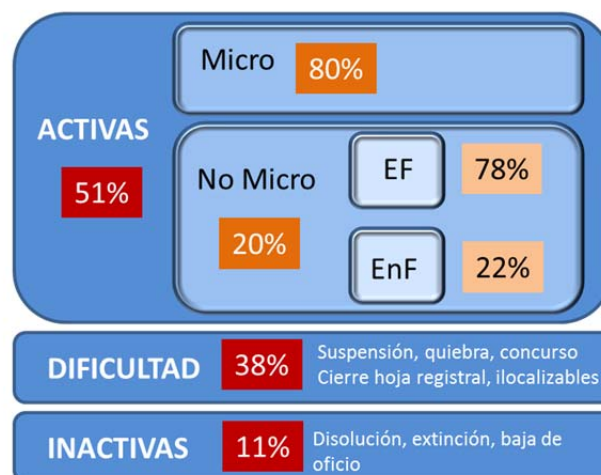 Micro 80%
ACTIVAS
51%
No Micro
20%
EF 78%
EnF 22%
DIFICULTAD 38% Suspensión, quiebra, concurso
Cierre hoja registral, ilocalizables
INACTIVAS 11% Disolución, extinción, baja de
oficio